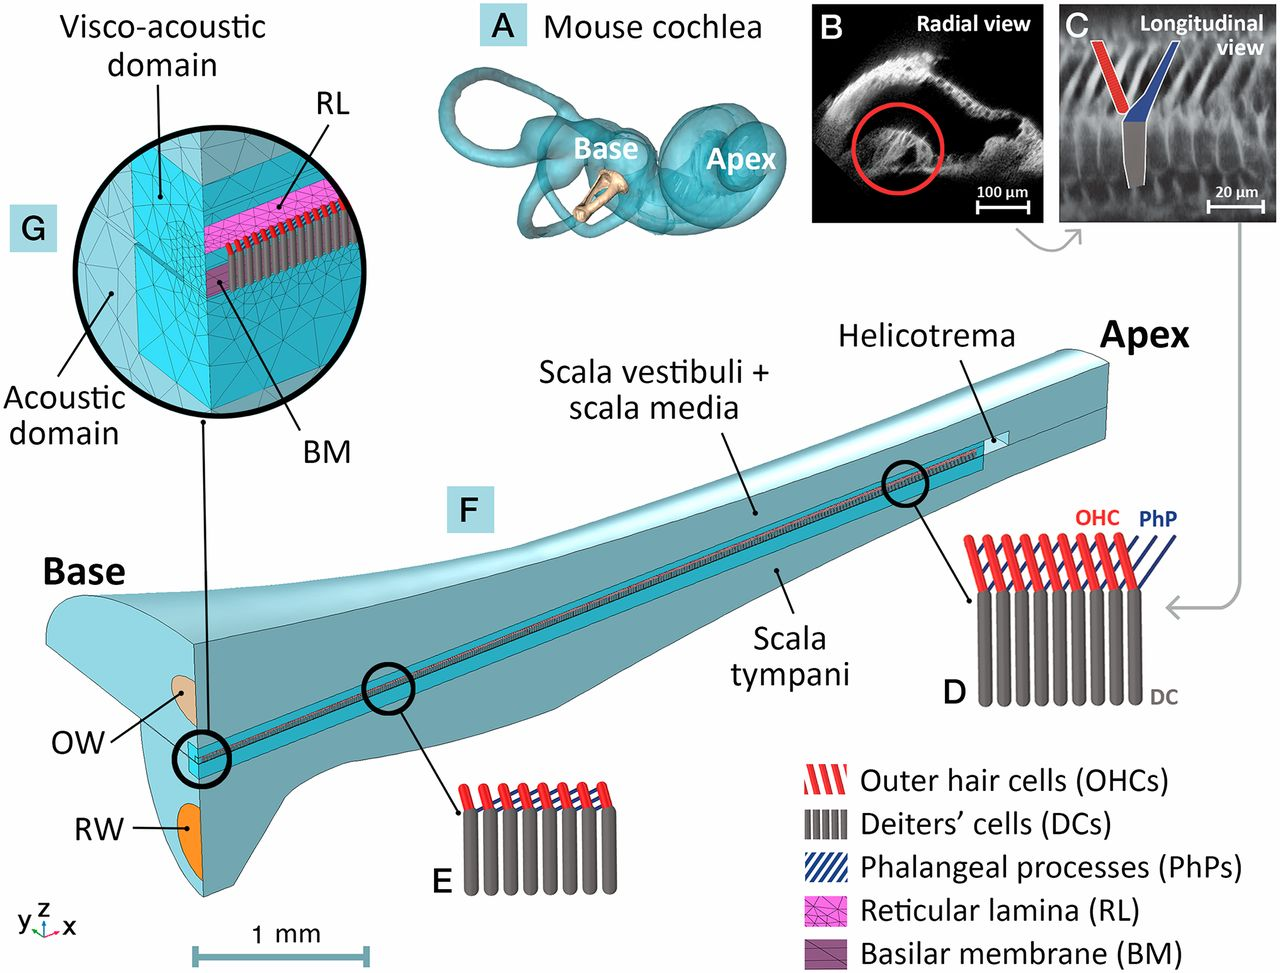 Visco-acoustic
domain
RL
G
Acoustic
domain
BM
A Mouse cochlea
Base
Apex
B Radial view
100 μm
C Longitudinal
view
20 μm
Helicotrema
Apex
Scala vestibuli +
scala media
F
Base
OW
RW
Scala
tympani
OHC PhP
D
DC
E
Outer hair cells (OHCs)
Deiters’ cells (DCs)
Phalangeal processes (PhPs)
Reticular lamina (RL)
Basilar membrane (BM)
y z x
1 mm